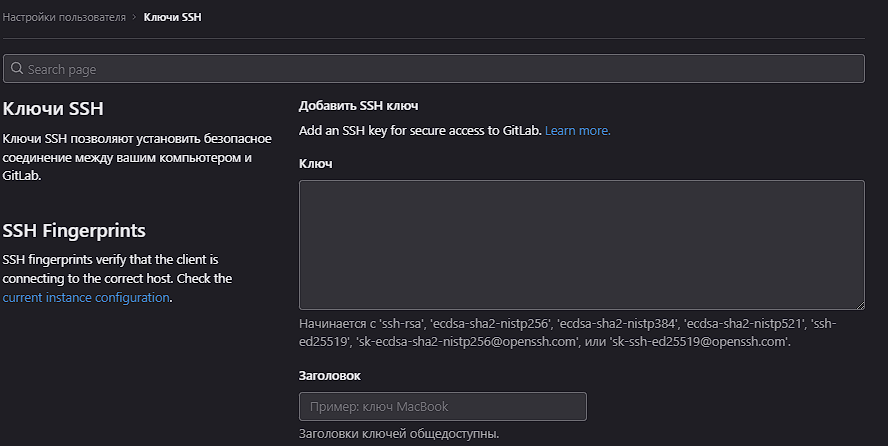 Настройки пользователя › Ключи SSH
Search page
Ключи SSH
Ключи SSH позволяют установить безопасное
соединение между вашим компьютером и
GitLab.
SSH Fingerprints
SSH fingerprints verify that the client is
connecting to the correct host. Check the
current instance configuration.
Добавить SSH ключ
Add an SSH key for secure access to GitLab. Learn more.
Ключ
Начинается с 'ssh-rsa', 'ecdsa-sha2-nistp256', 'ecdsa-sha2-nistp384', 'ecdsa-sha2-nistp521', 'ssh-
ed25519', 'sk-ecdsa-sha2-nistp256@openssh.com', или 'sk-ssh-ed25519@openssh.com'.
Заголовок
Пример: ключ MacBook
Заголовки ключей общедоступны.